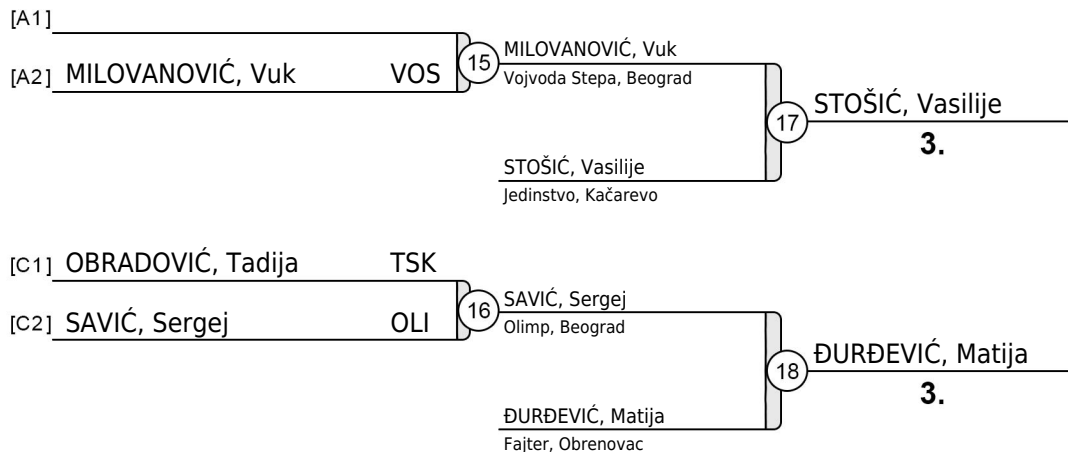 [A1]
[A2] MILOVANOVIĆ, Vuk VOS
15
MILOVANOVIĆ, Vuk
Vojvoda Stepa, Beograd
17
STOŠIĆ, Vasilije
3.
STOŠIĆ, Vasilije
Jedinstvo, Kačarevo
[C1] OBRADOVIĆ, Tadija TSK
[C2] SAVIĆ, Sergej OLI
16
SAVIĆ, Sergej
Olimp, Beograd
18
ĐURĐEVIĆ, Matija
3.
ĐURĐEVIĆ, Matija
Fajter, Obrenovac